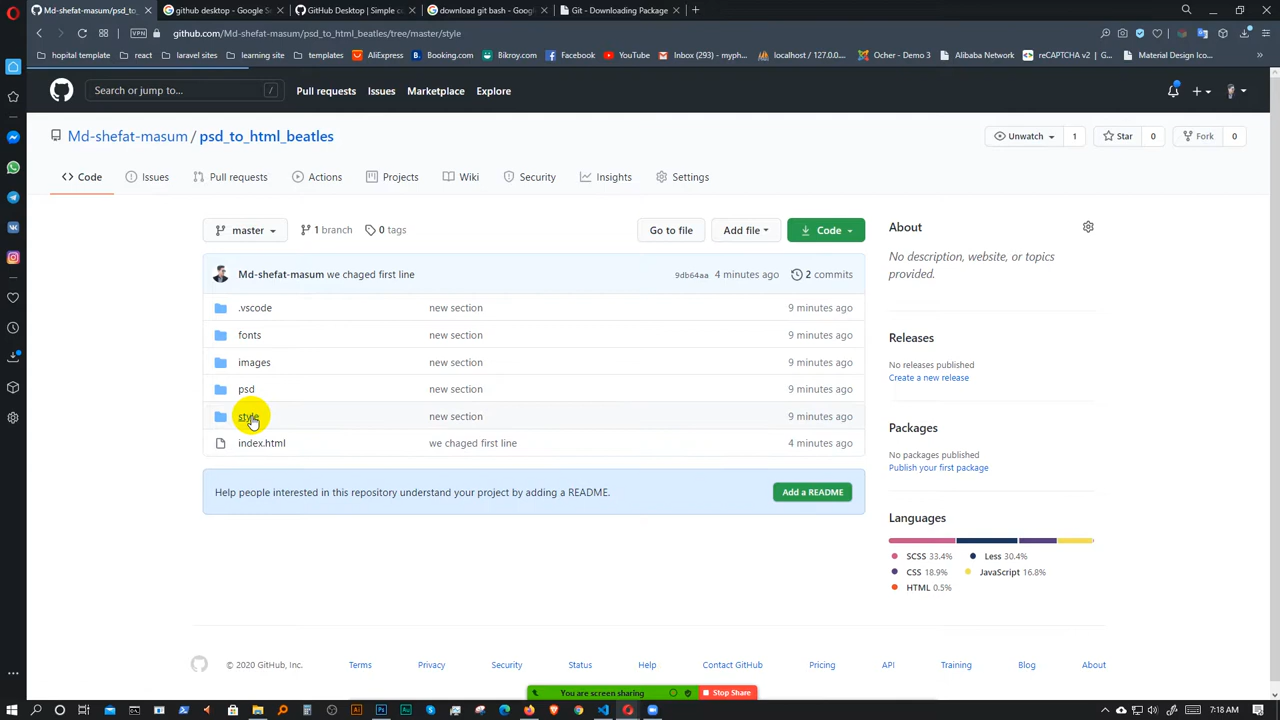 Md-shefat-masum/psd_to_
github desktop - Google S
GitHub Desktop | Simple c
download git bash - Googl
Git - Downloading Package
VPN
github.com/Md-shefat-masum/psd_to_html_beatles/tree/master/style
hopital template
react
laravel sites
learning site
templates
AliExpress
Booking.com
Bikroy.com
Facebook
YouTube
Inbox (293) - myph...
localhost / 127.0.0....
Ocher - Demo 3
Alibaba Network
reCAPTCHA v2 | G...
Material Design Ico...
Search or jump to...
/
Pull requests
Issues
Marketplace
Explore
Md-shefat-masum / psd_to_html_beatles
Unwatch
1
Star
0
Fork
0
Code
Issues
Pull requests
Actions
Projects
Wiki
Security
Insights
Settings
master
1 branch
0 tags
Go to file
Add file
Code
Md-shefat-masum we chaged first line
9db64aa 4 minutes ago
2 commits
.vscode
new section
9 minutes ago
fonts
new section
9 minutes ago
images
new section
9 minutes ago
psd
new section
9 minutes ago
style
new section
9 minutes ago
index.html
we chaged first line
4 minutes ago
Help people interested in this repository understand your project by adding a README.
Add a README
About
No description, website, or topics
provided.
Releases
No releases published
Create a new release
Packages
No packages published
Publish your first package
Languages
SCSS 33.4%
Less 30.4%
CSS 18.9%
JavaScript 16.8%
HTML 0.5%
© 2020 GitHub, Inc.
Terms
Privacy
Security
Status
Help
Contact GitHub
Pricing
API
Training
Blog
About
You are screen sharing
Stop Share
7:18 AM